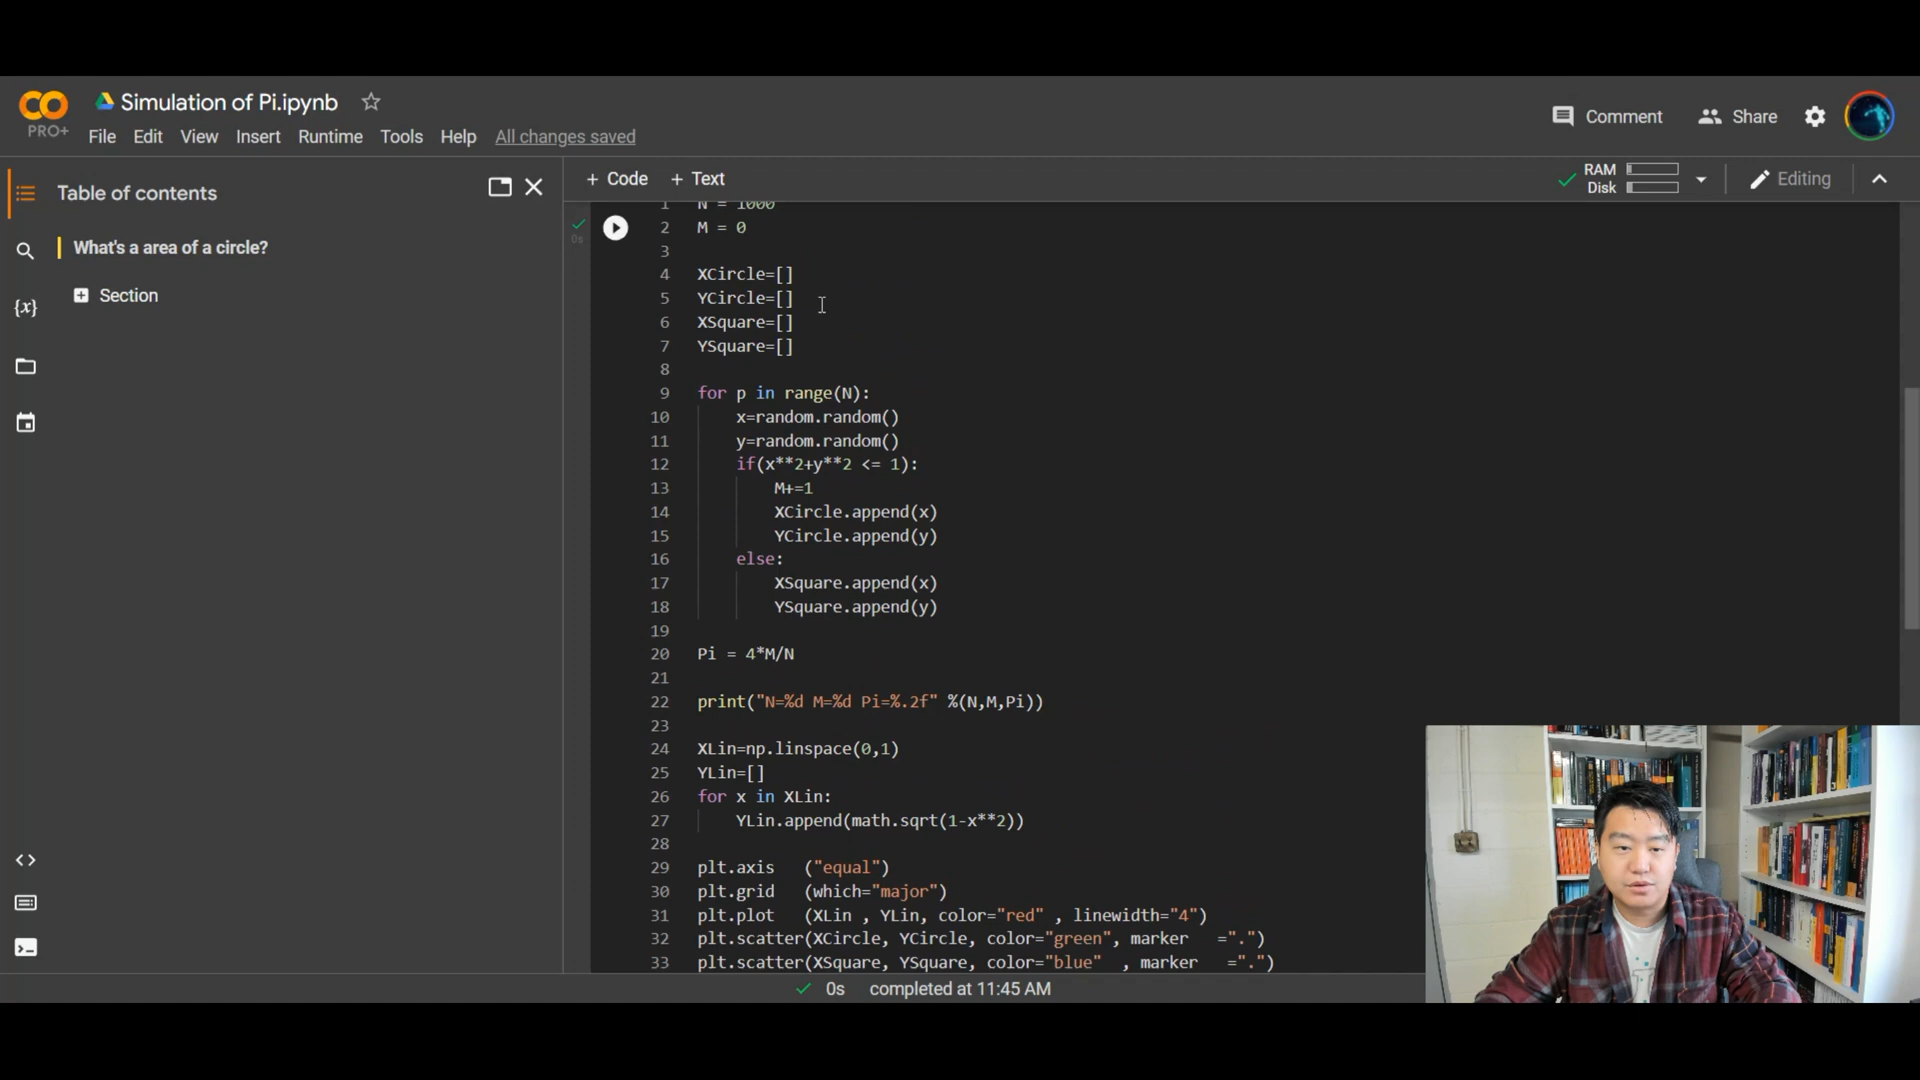 CO
PRO+
Simulation of Pi.ipynb
File Edit View Insert Runtime Tools Help All changes saved
Comment
Share
Table of contents
What's a area of a circle?
Section
{x}
+ Code + Text
RAM
Disk
Editing
0s
1 N = 1000
2 M = 0
3
4 XCircle=[]
5 YCircle=[]
6 XSquare=[]
7 YSquare=[]
8
9 for p in range(N):
10 x=random.random()
11 y=random.random()
12 if(x**2+y**2 <= 1):
13 M+=1
14 XCircle.append(x)
15 YCircle.append(y)
16 else:
17 XSquare.append(x)
18 YSquare.append(y)
19
20 Pi = 4*M/N
21
22 print("N=%d M=%d Pi=%.2f" %(N,M,Pi))
23
24 XLin=np.linspace(0,1)
25 YLin=[]
26 for x in XLin:
27 YLin.append(math.sqrt(1-x**2))
28
29 plt.axis ("equal")
30 plt.grid (which="major")
31 plt.plot (XLin , YLin, color="red" , linewidth="4")
32 plt.scatter(XCircle, YCircle, color="green", marker =".")
33 plt.scatter(XSquare, YSquare, color="blue" , marker =".")
0s completed at 11:45 AM